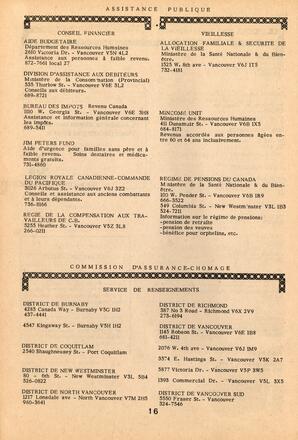 ASSISTANCE PUBLIQUE
CONSEIL FINANCIER
AIDE BUDGETAIRE
Département des Ressources Humaines
2610 Victoria Dr. - Vancouver V5N 4L2
Assistance aux personnes à faible revenu.
872-7461 local 27
DIVISION D'ASSISTANCE AUX DEBITEURS
Ministère de la Consommation (Provincial)
555 Thurlow St. - Vancouver V6E 3L2
Conseils aux débiteurs.
689-8721
BUREAU DES IMPOTS Revenu Canada
1110 W. Georgia St. - Vancouver V6E 3H8
Assistance et information générale concernant
les impôts.
689-5411
JIM PETERS FUND
Aide d'urgence pour familles sans père et à
faible revenu. Soins dentaires et médicaments
gratuits.
731-4860
LEGION ROYALE CANADIENNE-COMMANDE
DU PACIFIQUE
3026 Arbutus St. - Vancouver V6J 3Z2
Conseils et assistance aux anciens combattants
et à leurs dépendants.
736-8166
REGIE DE LA COMPENSATION AUX TRAVAILLEURS
DE C.B.
5255 Heather St. - Vancouver V5Z 3L8
266-0211
VIEILLESSE
ALLOCATION FAMILIALE & SECURITE DE
LA VIEILLESSE
Ministère de la Santé Nationale & du Bien-
être.
1525 W. 8th ave - Vancouver V6J 1T5
732-4181
MINCOME UNIT
Ministère des Ressources Humaines
411 Dunsmuir St. - Vancouver V6B 1X5
684-8171
Revenus accordés aux personnes âgées entre
60 et 64 ans inclusivement.
REGIME DE PENSIONS DU CANADA
Ministère de la Santé Nationale & du Bien-
être.
510 W. Pender St. - Vancouver V6B 1R9
666-3522
549 Columbia St. - New Westminster V3L 1B3
524-7211
Information sur le régime de pensions:
-pension de retraite
-pension des veuves
-bénéfice pour orpheline, etc.
COMMISSION D'ASSURANCE-CHOMAGE
SERVICE DE RENSEIGNEMENTS
DISTRICT DE BURNABY
4285 Canada Way - Burnaby V5G 1H2
437-4441
4547 Kingsway St. - Burnaby V5H 1H2
DISTRICT DE COQUITLAM
2540 Shaughnessy St. - Port Coquitlam
DISTRICT DE NEW WESTMINSTER
80 - 6th St. - New Westminster V3L 5B4
526-0822
DISTRICT DE NORTH VANCOUVER
1217 Lonsdale ave - North Vancouver V7M 2H5
960-3641
DISTRICT DE RICHMOND
587 No 3 Road - Richmond V6X 2V9
273-6194
DISTRICT DE VANCOUVER
1145 Robson St. - Vancouver V6E 1B8
681-4211
2076 W. 4th ave - Vancouver V6J 1M9
3374 E. Hastings St. - Vancouver V5K 2A7
5877 Victoria Dr. - Vancouver V5P 3W5
1393 Commercial Dr. - Vancouver V5L 3X5
DISTRICT DE VANCOUVER SUD
5550 Fraser St. - Vancouver
324-7546
16